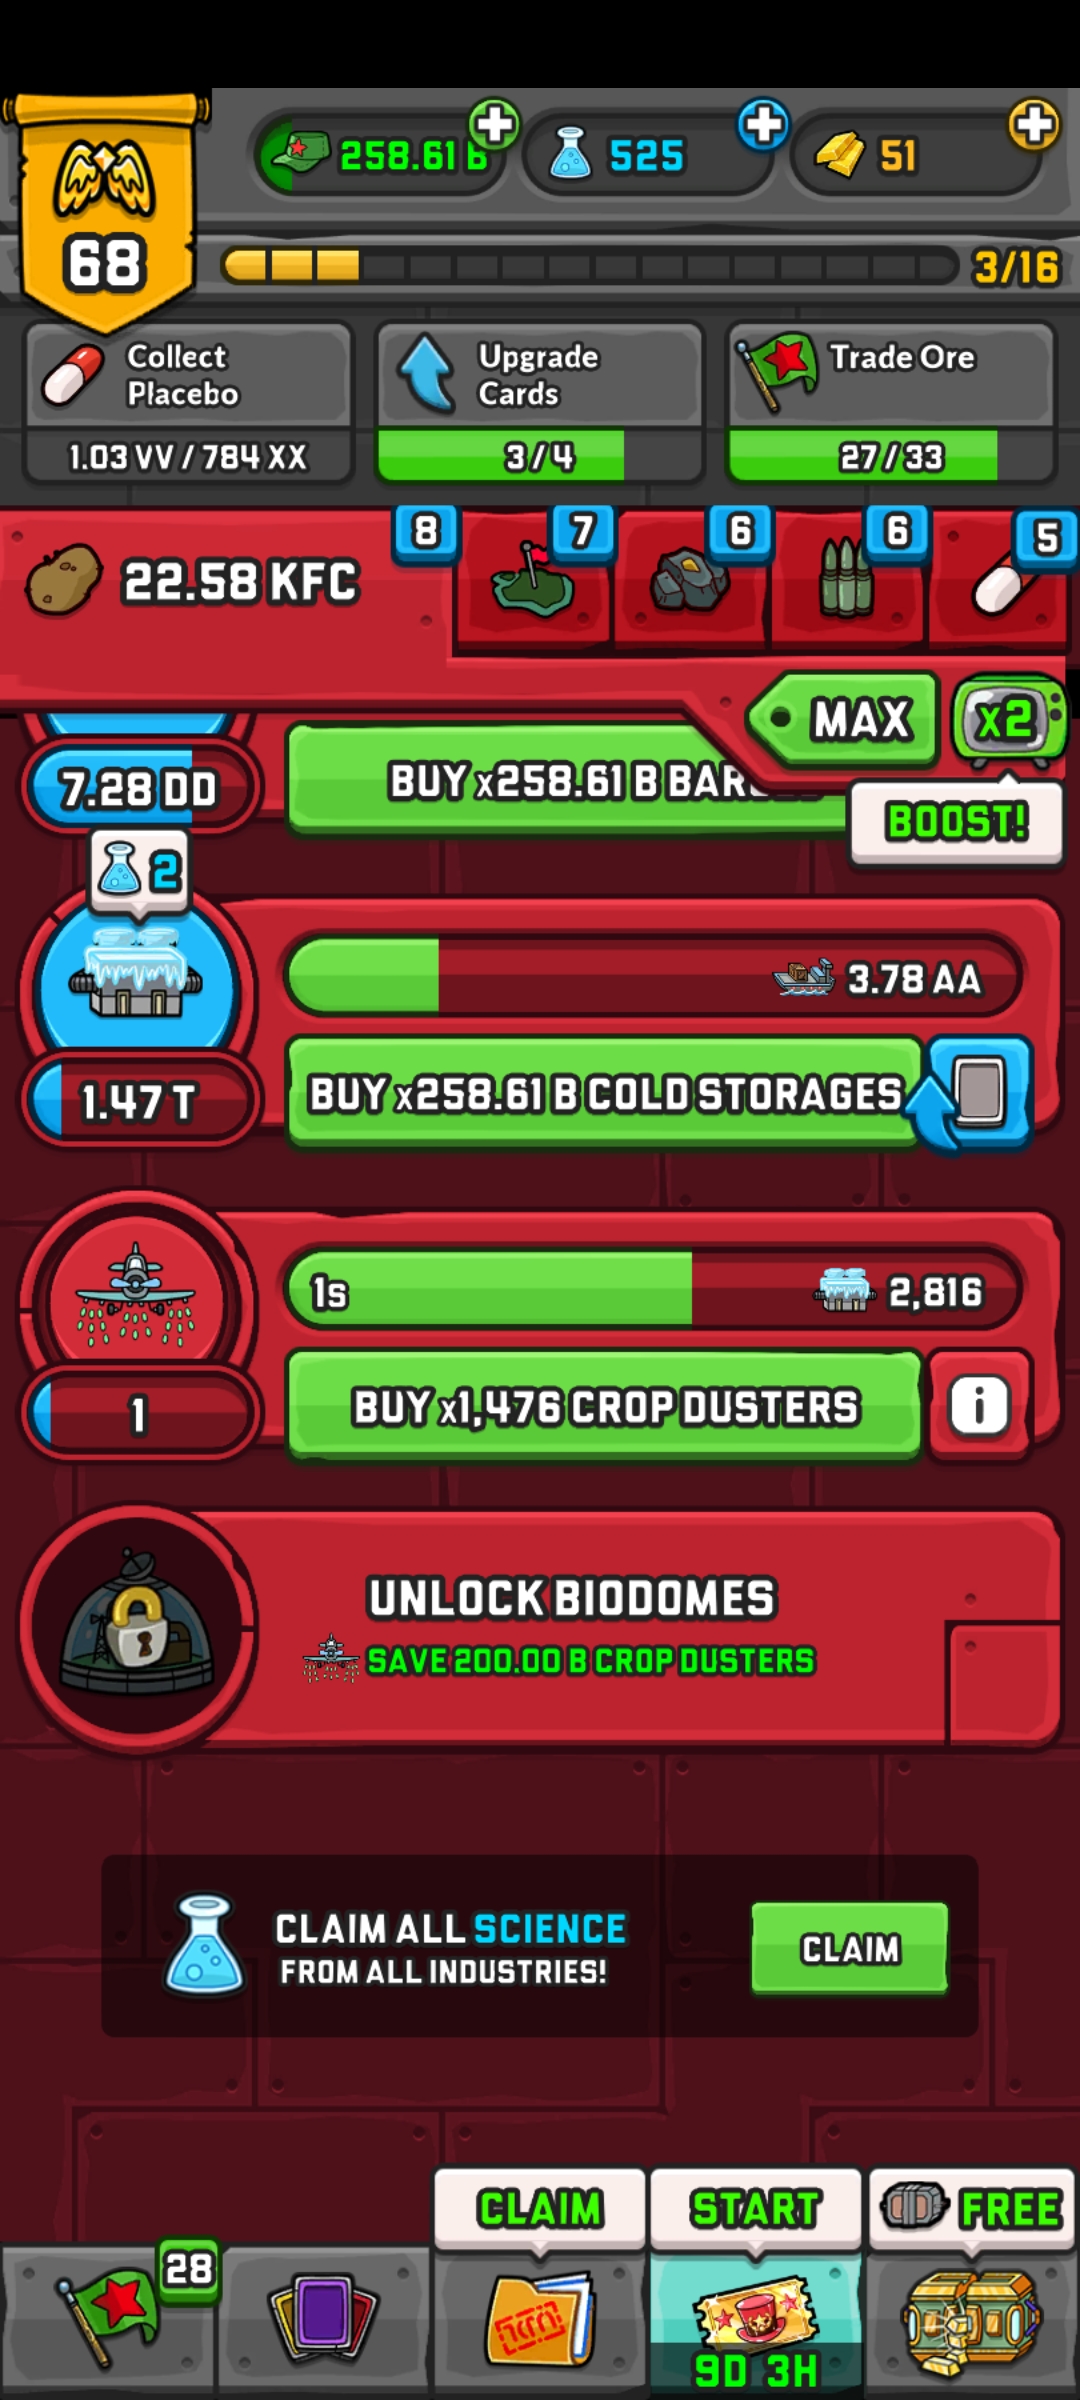 258.61 B
525
51
68
3/16
Collect
Placebo
1.03 VV / 784 XX
Upgrade
Cards
3/4
Trade Ore
27/33
22.58 KFC
8
7
6
6
5
MAX
x2
BOOST!
7.28 DD
BUY x258.61 B
2
3.78 AA
1.47 T
BUY x258.61 B COLD STORAGES
1s
2,816
1
BUY x1,476 CROP DUSTERS
i
UNLOCK BIODOMES
SAVE 200.00 B CROP DUSTERS
CLAIM ALL SCIENCE
FROM ALL INDUSTRIES!
CLAIM
CLAIM
START
FREE
28
9D 3H